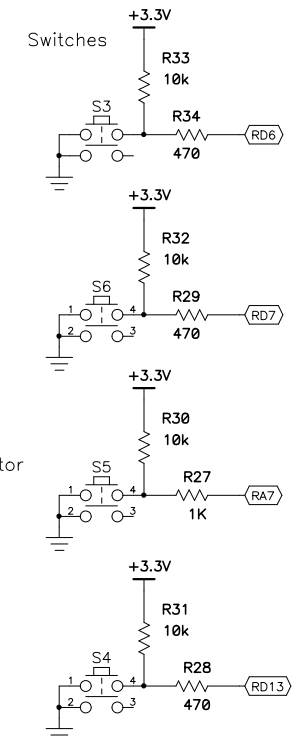 Switches
+3.3V
R33
10k
S3
R34
470
RD6
+3.3V
R32
10k
S6
1
4
2
3
R29
470
RD7
+3.3V
R30
10k
tor
S5
1
4
2
3
R27
1K
RA7
+3.3V
R31
10k
S4
1
4
2
3
R28
470
RD13